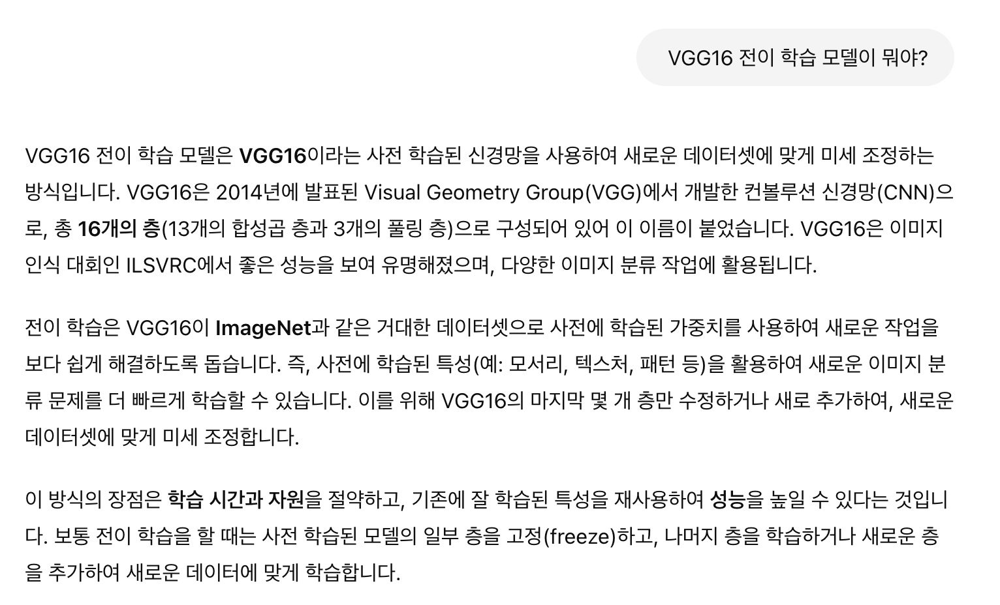 VGG16 전이 학습 모델이 뭐야?
VGG16 전이 학습 모델은 VGG16이라는 사전 학습된 신경망을 사용하여 새로운 데이터셋에 맞게 미세 조정하는
방식입니다. VGG16은 2014년에 발표된 Visual Geometry Group(VGG)에서 개발한 컨볼루션 신경망(CNN)으
로, 총 16개의 층(13개의 합성곱 층과 3개의 풀링 층)으로 구성되어 있어 이 이름이 붙었습니다. VGG16은 이미지
인식 대회인 ILSVRC에서 좋은 성능을 보여 유명해졌으며, 다양한 이미지 분류 작업에 활용됩니다.
전이 학습은 VGG16이 ImageNet과 같은 거대한 데이터셋으로 사전에 학습된 가중치를 사용하여 새로운 작업을
보다 쉽게 해결하도록 돕습니다. 즉, 사전에 학습된 특성(예: 모서리, 텍스처, 패턴 등)을 활용하여 새로운 이미지 분
류 문제를 더 빠르게 학습할 수 있습니다. 이를 위해 VGG16의 마지막 몇 개 층만 수정하거나 새로 추가하여, 새로운
데이터셋에 맞게 미세 조정합니다.
이 방식의 장점은 학습 시간과 자원을 절약하고, 기존에 잘 학습된 특성을 재사용하여 성능을 높일 수 있다는 것입니
다. 보통 전이 학습을 할 때는 사전 학습된 모델의 일부 층을 고정(freeze)하고, 나머지 층을 학습하거나 새로운 층
을 추가하여 새로운 데이터에 맞게 학습합니다.